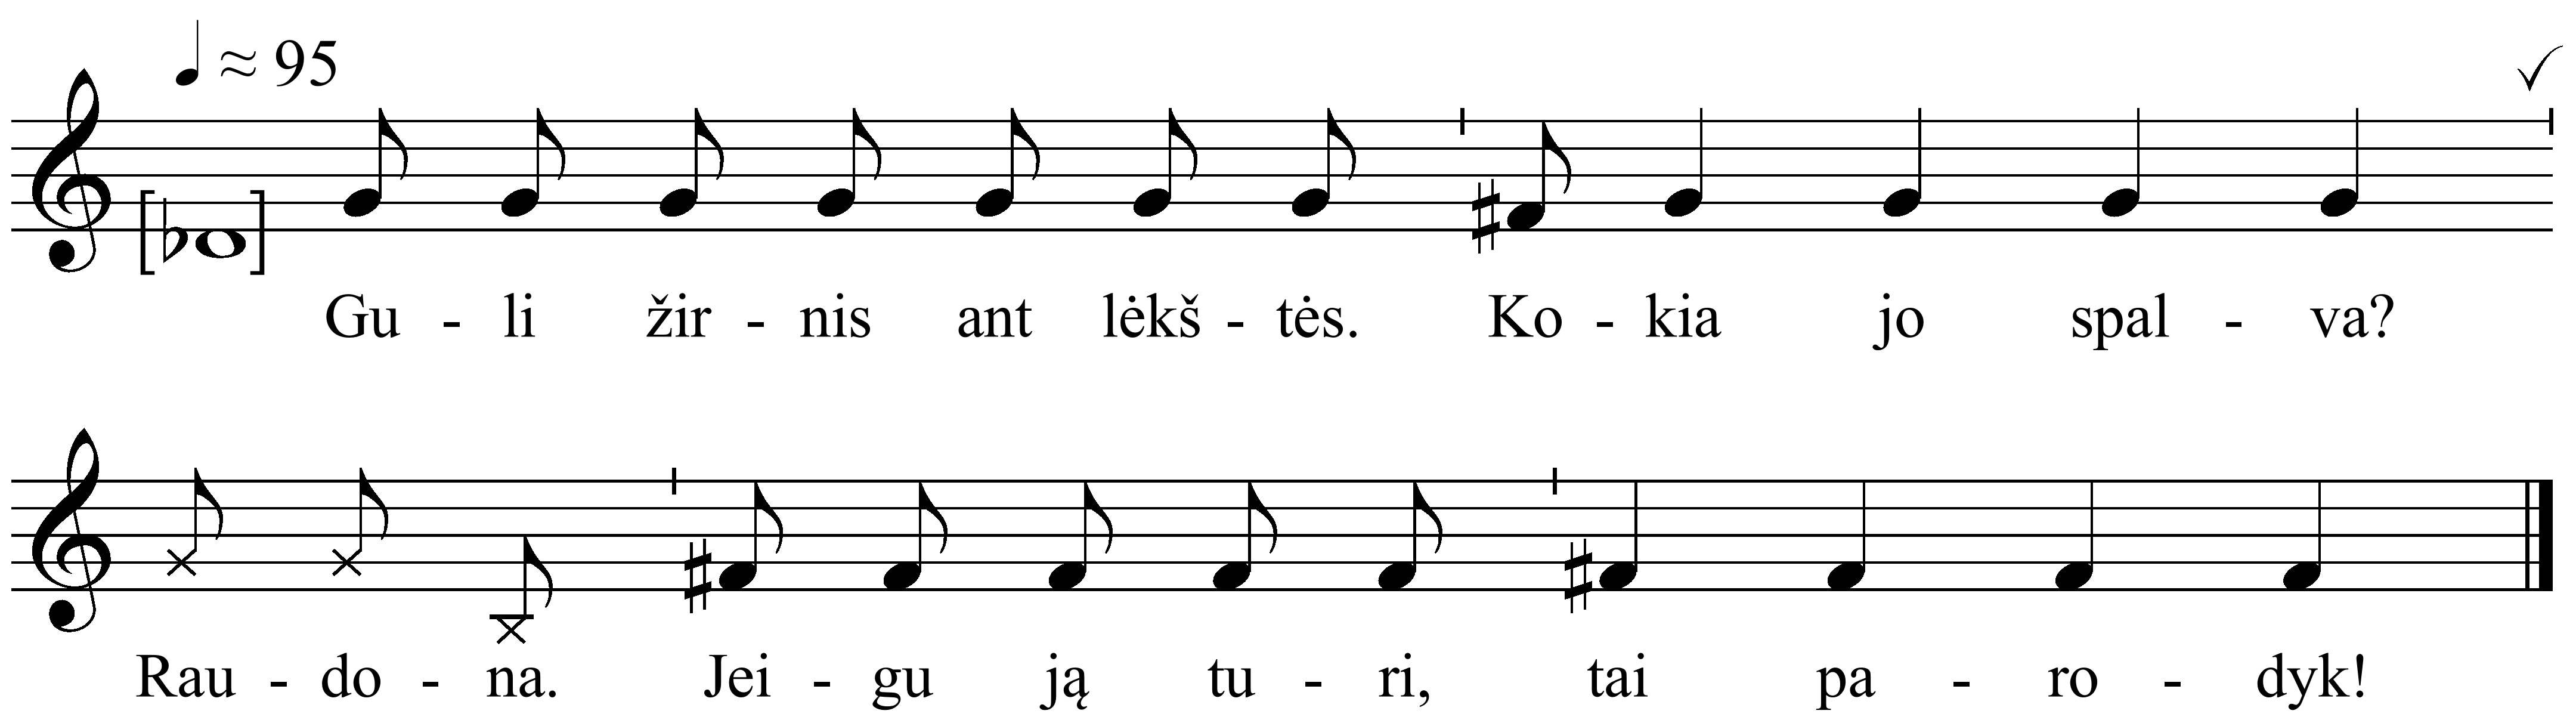 ≈ 95
Gu - li žir - nis ant lėkš - tės. Ko - kia jo spal - va?
Rau - do - na. Jei - gu ją tu - ri, tai pa - ro - dyk!